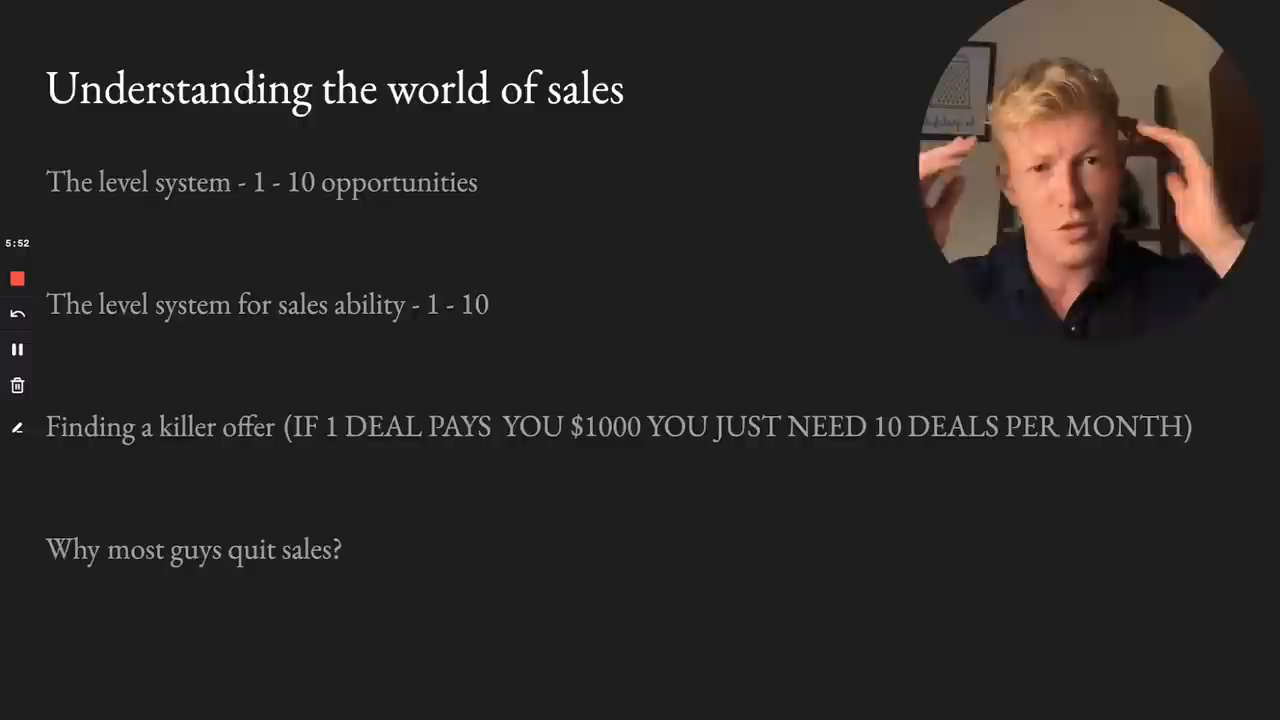 Understanding the world of sales
The level system - 1 - 10 opportunities
5:52
The level system for sales ability - 1 - 10
Finding a killer offer (IF 1 DEAL PAYS  YOU $1000 YOU JUST NEED 10 DEALS PER MONTH)
Why most guys quit sales?